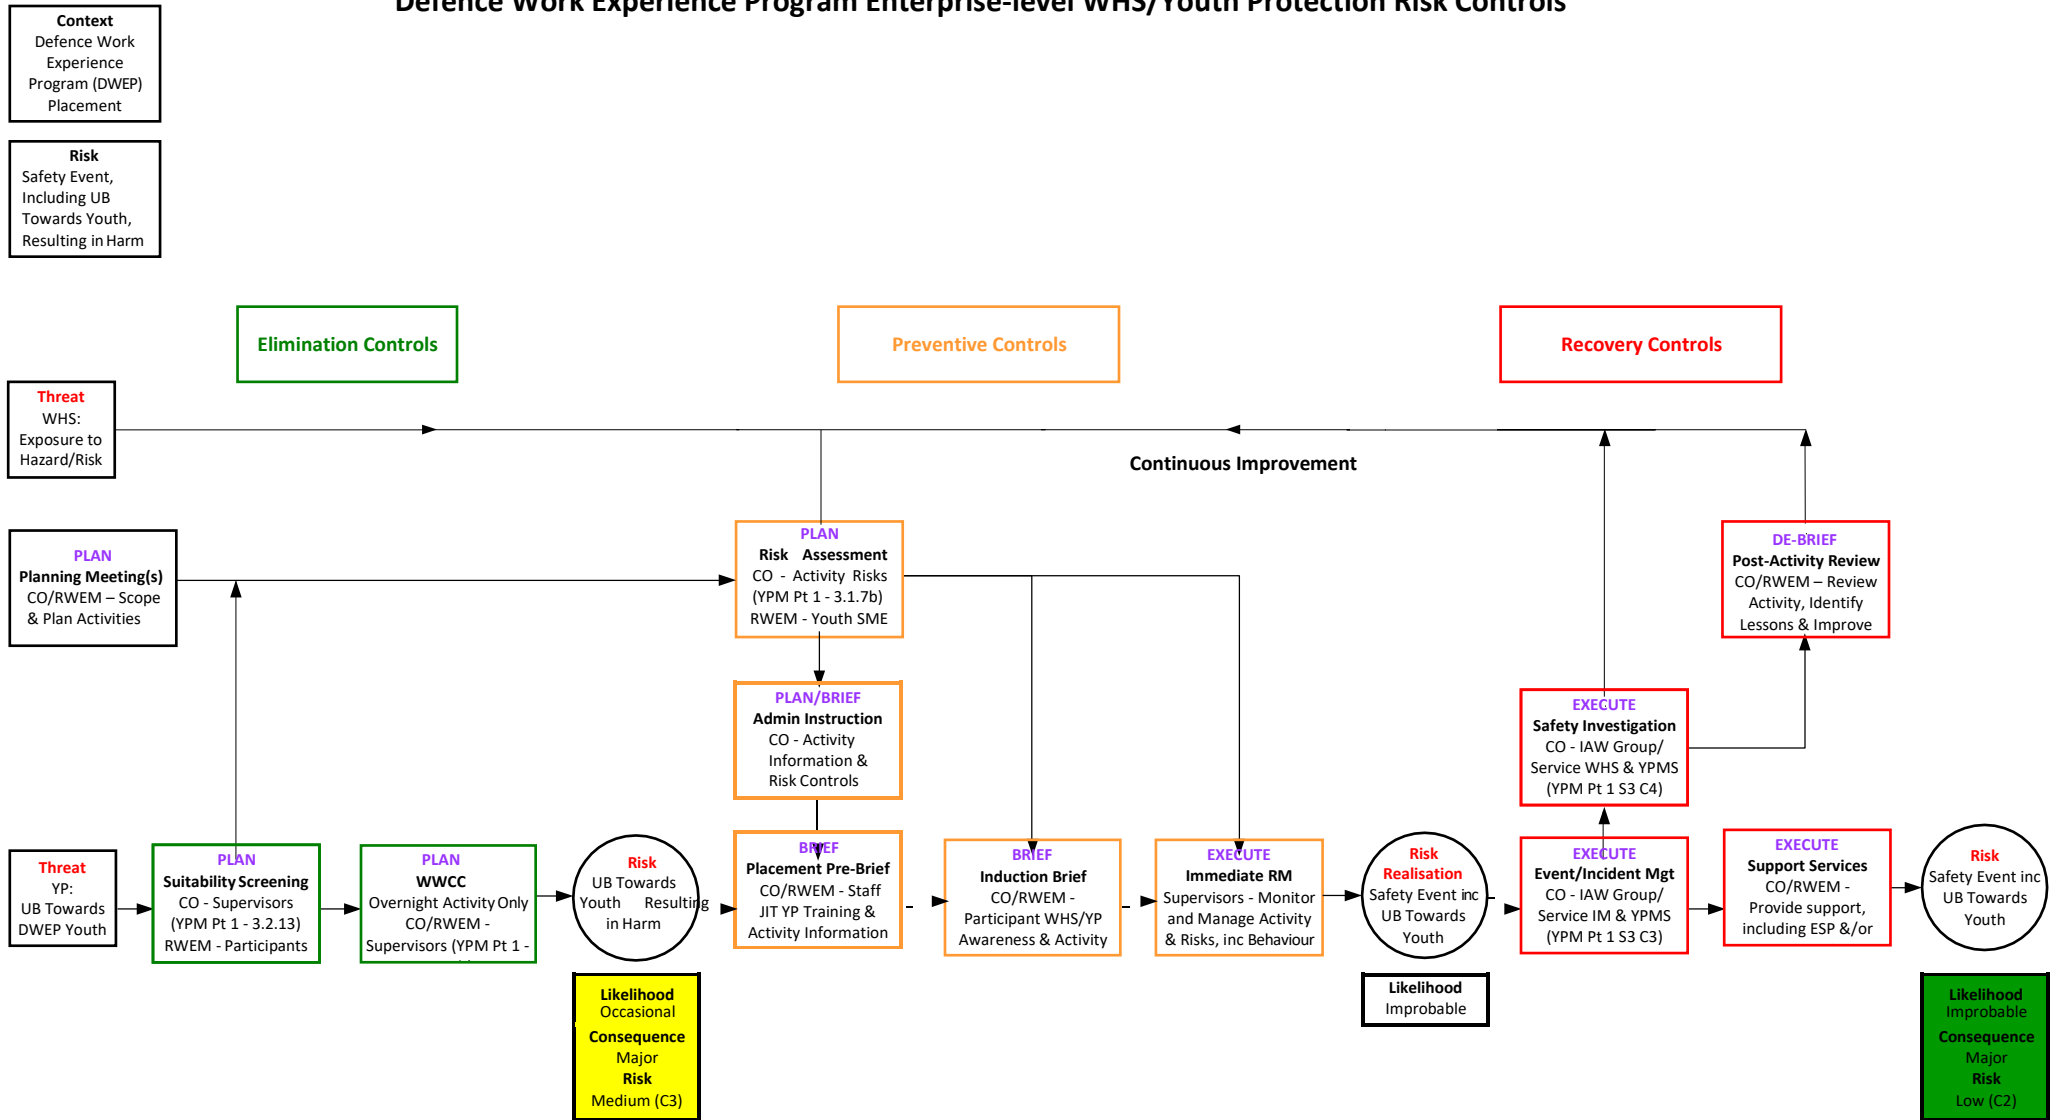 Defence Work Experience Program Enterprise-level WHS/Youth Protection Risk Controls
Context
Defence Work
Experience
Program (DWEP)
Placement
Risk
Safety Event,
Including UB
Towards Youth,
Resulting in Harm
Elimination Controls
Preventive Controls
Recovery Controls
Threat
WHS:
Exposure to
Hazard/Risk
Continuous Improvement
PLAN
Planning Meeting(s)
CO/RWEM – Scope
& Plan Activities
PLAN
Risk Assessment
CO - Activity Risks
(YPM Pt 1 - 3.1.7b)
RWEM - Youth SME
DE-BRIEF
Post-Activity Review
CO/RWEM – Review
Activity, Identify
Lessons & Improve
PLAN/BRIEF
Admin Instruction
CO - Activity
Information &
Risk Controls
EXECUTE
Safety Investigation
CO - IAW Group/
Service WHS & YPMS
(YPM Pt 1 S3 C4)
Threat
YP:
UB Towards
DWEP Youth
PLAN
Suitability Screening
CO - Supervisors
(YPM Pt 1 - 3.2.13)
RWEM - Participants
PLAN
WWCC
Overnight Activity Only
CO/RWEM -
Supervisors (YPM Pt 1 -
Risk
UB Towards
Youth Resulting
in Harm
BRIEF
Placement Pre-Brief
CO/RWEM - Staff
JIT YP Training &
Activity Information
BRIEF
Induction Brief
CO/RWEM -
Participant WHS/YP
Awareness & Activity
EXECUTE
Immediate RM
Supervisors - Monitor
and Manage Activity
& Risks, inc Behaviour
Risk
Realisation
Safety Event inc
UB Towards
Youth
EXECUTE
Event/Incident Mgt
CO - IAW Group/
Service IM & YPMS
(YPM Pt 1 S3 C3)
EXECUTE
Support Services
CO/RWEM -
Provide support,
including ESP &/or
Risk
Safety Event inc
UB Towards
Youth
Likelihood
Occasional
Consequence
Major
Risk
Medium (C3)
Likelihood
Improbable
Likelihood
Improbable
Consequence
Major
Risk
Low (C2)